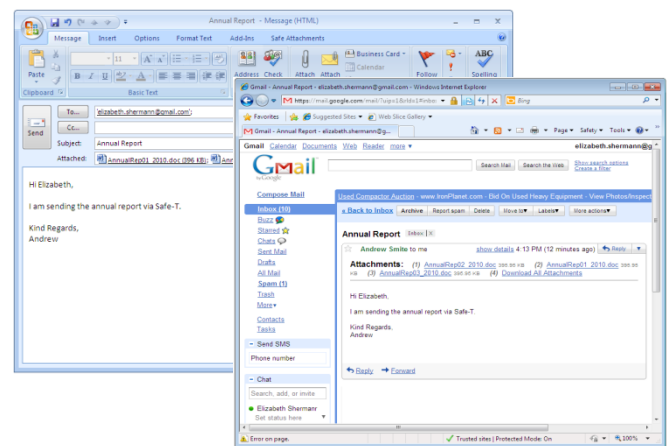 Annual Report - Message (HTML)
Message Insert Options Format Text Add-Ins Safe Attachments
Paste
Clipboard
11
B I U
Basic Text
Address Check Attach Attach
Business Card
Calendar
Follow
ABC
Spelling
Send
To... 'elizabeth.shermann@gmail.com';
Cc...
Subject: Annual Report
Attached: AnnualRep01_2010.doc (396 KB);
Hi Elizabeth,
I am sending the annual report via Safe-T.
Kind Regards,
Andrew
Gmail - Annual Report - elizabeth.shermann@gmail.com - Windows Internet Explorer
Bing
Favorites Suggested Sites Web Slice Gallery
Gmail - Annual Report - elizabeth.shermann@g...
Page Safety Tools
Gmail Calendar Documents Web Reader more
elizabeth.shermann@g
Gmail
by Google
Search Mail Search the Web
Show search options
Create a filter
Compose Mail
Inbox (10)
Buzz
Starred
Chats
Sent Mail
Drafts
All Mail
Spam (1)
Trash
More
Contacts
Tasks
Send SMS
Phone number
Chat
Search, add, or invite
Elizabeth Shermanr
Set status here
Used Compactor Auction - www.IronPlanet.com - Bid On Used Heavy Equipment - View Photos/Inspect
« Back to Inbox Archive Report spam Delete Move to Labels More actions
Annual Report Inbox | X
Andrew Smite to me show details 4:13 PM (12 minutes ago) Reply
Attachments: (1) AnnualRep02_2010.doc (2) AnnualRep01_2010.doc
(3) AnnualRep03_2010.doc (4) Download All Attachments
Hi Elizabeth,
I am sending the annual report via Safe-T.
Kind Regards,
Andrew
Reply Forward
Error on page. Trusted sites | Protected Mode: On 100%